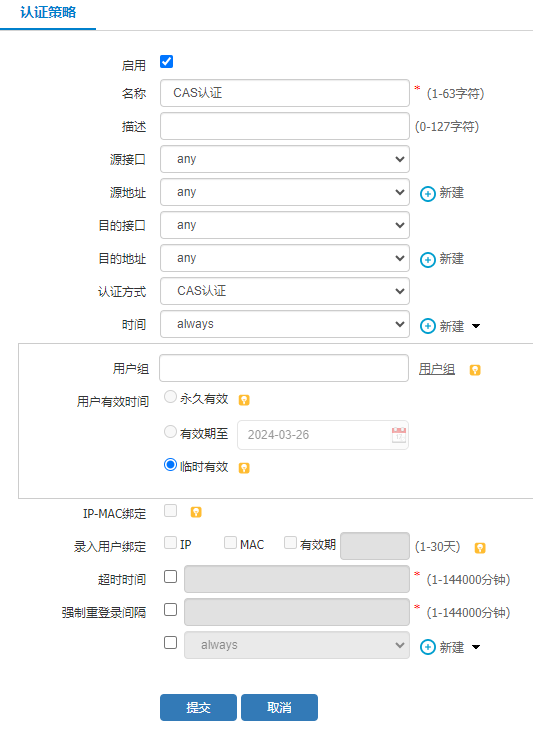 认证策略
启用
名称 CAS认证 * (1-63字符)
描述 (0-127字符)
源接口 any
源地址 any 新建
目的接口 any
目的地址 any 新建
认证方式 CAS认证
时间 always 新建
用户组 用户组
用户有效时间 永久有效
有效期至 2024-03-26
临时有效
IP-MAC绑定
录入用户绑定 IP MAC 有效期 (1-30天)
超时时间 * (1-144000分钟)
强制重登录间隔 * (1-144000分钟)
always 新建
提交 取消